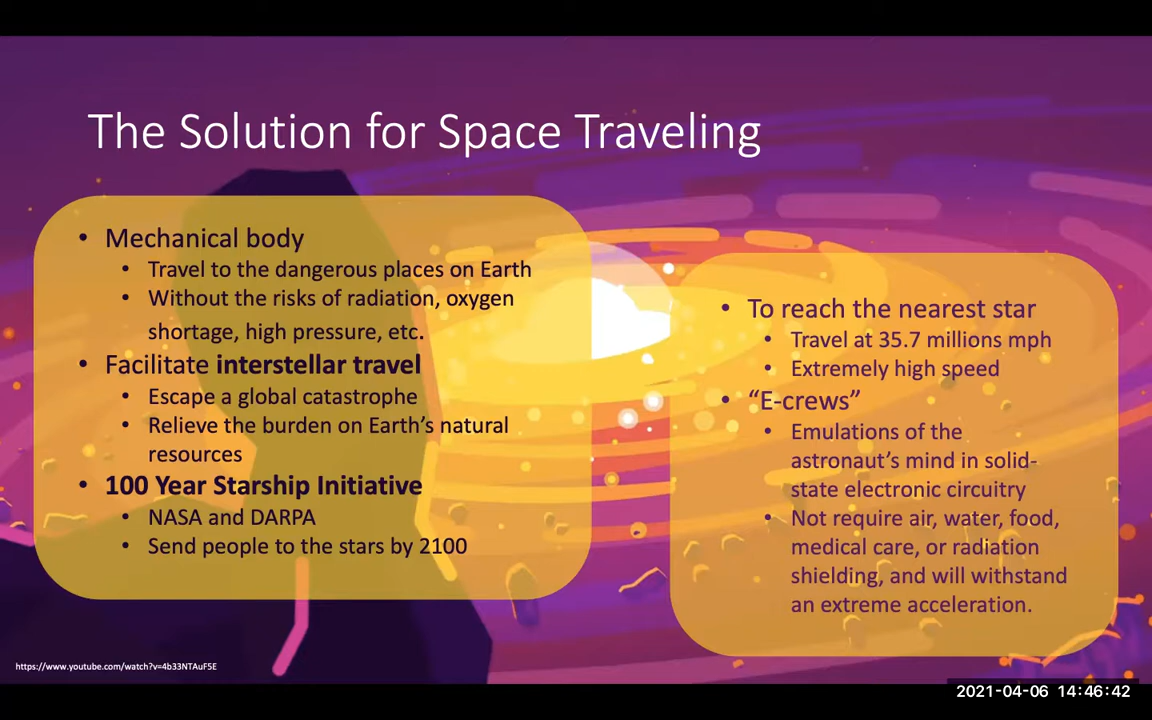 The Solution for Space Traveling
• Mechanical body
• Travel to the dangerous places on Earth
• Without the risks of radiation, oxygen
shortage, high pressure, etc.
• Facilitate interstellar travel
• Escape a global catastrophe
• Relieve the burden on Earth's natural
resources
• 100 Year Starship Initiative
• NASA and DARPA
• Send people to the stars by 2100
• To reach the nearest star
• Travel at 35.7 millions mph
• Extremely high speed
• “E-crews”
• Emulations of the
astronaut's mind in solid-
state electronic circuitry
• Not require air, water, food,
medical care, or radiation
shielding, and will withstand
an extreme acceleration.
https://www.youtube.com/watch?v=4b33NTAuF5E
2021-04-06 14:46:42